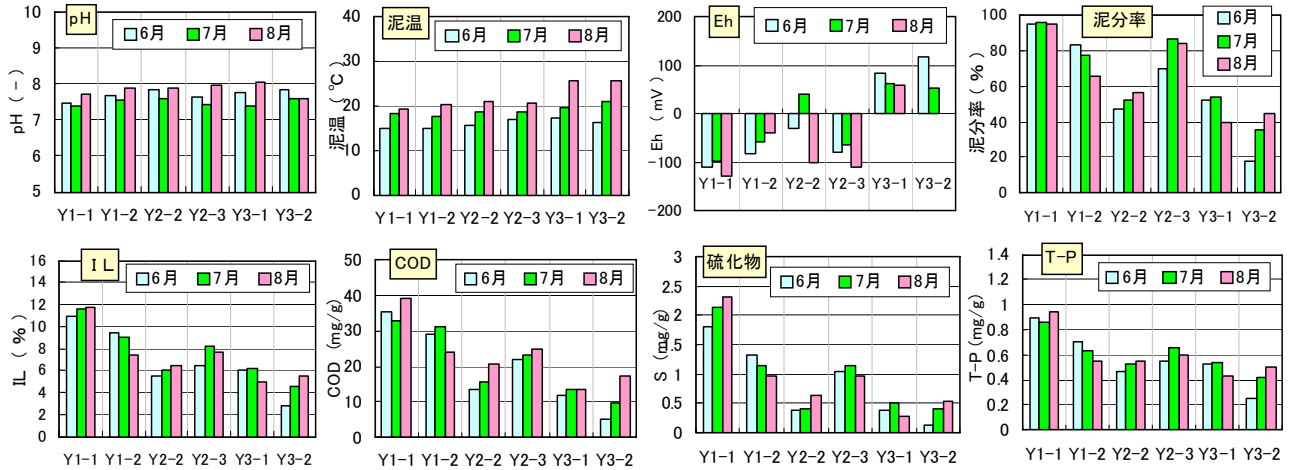 pH
6月 7月 8月
pH (-)
10
9
8
7
6
5
Y1-1 Y1-2 Y2-2 Y2-3 Y3-1 Y3-2
泥温
6月 7月 8月
泥温 (℃)
40
30
20
10
0
Y1-1 Y1-2 Y2-2 Y2-3 Y3-1 Y3-2
Eh
6月 7月 8月
Eh (mV)
200
100
0
-100
-200
Y1-1 Y1-2 Y2-2 Y2-3 Y3-1 Y3-2
泥分率
6月
7月
8月
泥分率 (%)
100
80
60
40
20
0
Y1-1 Y1-2 Y2-2 Y2-3 Y3-1 Y3-2
IL
6月 7月 8月
IL (%)
16
14
12
10
8
6
4
2
0
Y1-1 Y1-2 Y2-2 Y2-3 Y3-1 Y3-2
COD
6月 7月 8月
COD (mg/g)
50
40
30
20
10
0
Y1-1 Y1-2 Y2-2 Y2-3 Y3-1 Y3-2
硫化物
6月 7月 8月
S (mg/g)
3
2.5
2
1.5
1
0.5
0
Y1-1 Y1-2 Y2-2 Y2-3 Y3-1 Y3-2
T-P
6月 7月 8月
T-P (mg/g)
1.4
1.2
1
0.8
0.6
0.4
0.2
0
Y1-1 Y1-2 Y2-2 Y2-3 Y3-1 Y3-2